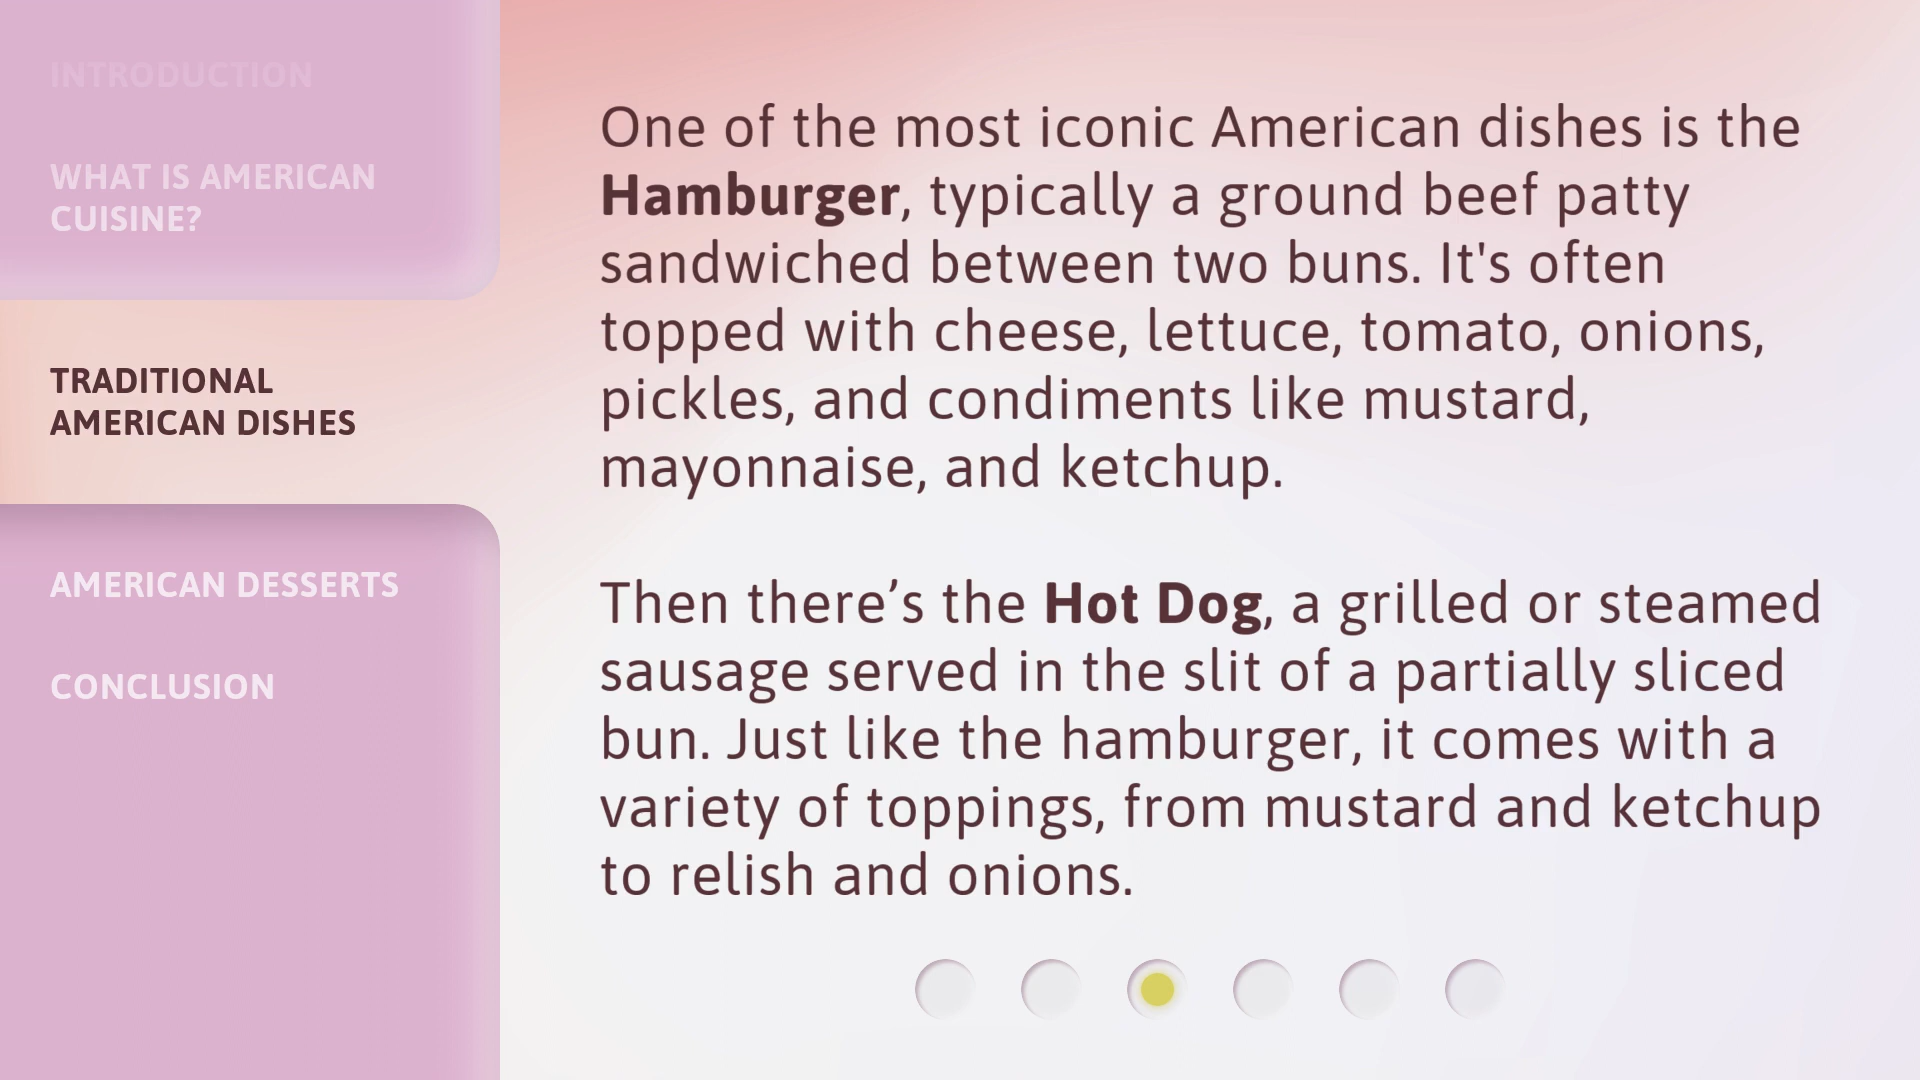 INTRODUCTION
WHAT IS AMERICAN
CUISINE?
TRADITIONAL
AMERICAN DISHES
AMERICAN DESSERTS
CONCLUSION
One of the most iconic American dishes is the
Hamburger, typically a ground beef patty
sandwiched between two buns. It's often
topped with cheese, lettuce, tomato, onions,
pickles, and condiments like mustard,
mayonnaise, and ketchup.
Then there’s the Hot Dog, a grilled or steamed
sausage served in the slit of a partially sliced
bun. Just like the hamburger, it comes with a
variety of toppings, from mustard and ketchup
to relish and onions.